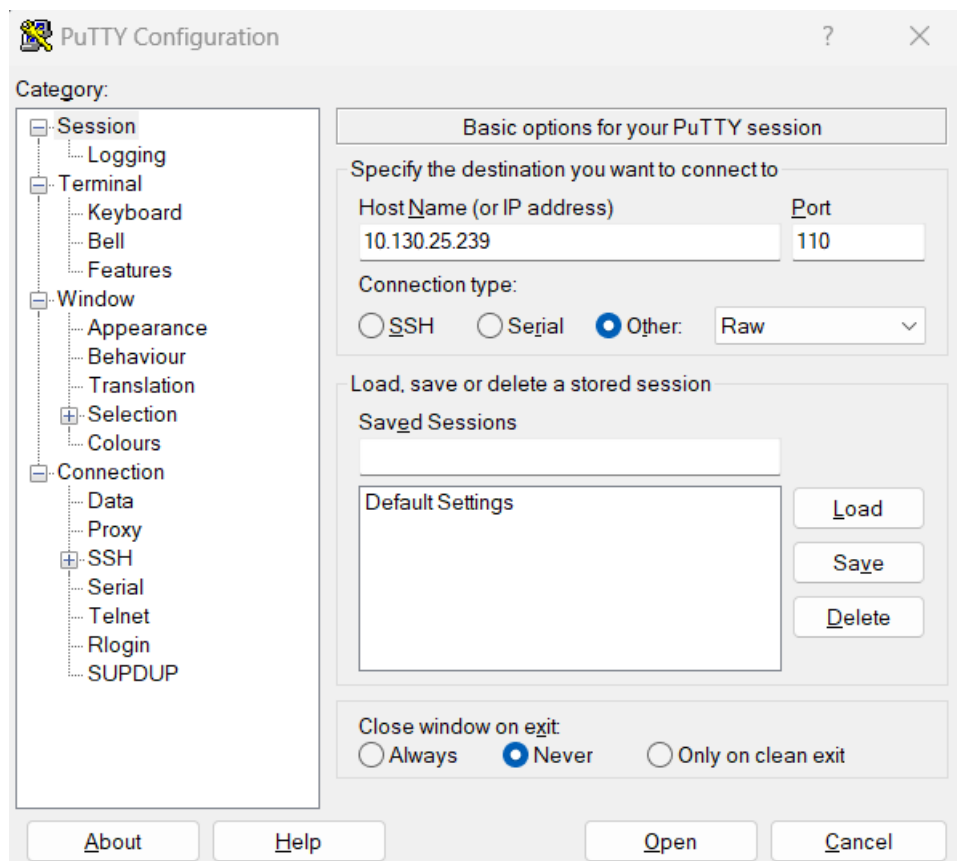 PuTTY Configuration
?
Category:
Session
Logging
Terminal
Keyboard
Bell
Features
Window
Appearance
Behaviour
Translation
Selection
Colours
Connection
Data
Proxy
SSH
Serial
Telnet
Rlogin
SUPDUP
Basic options for your PuTTY session
Specify the destination you want to connect to
Host Name (or IP address) Port
10.130.25.239 110
Connection type:
SSH Serial Other: Raw
Load, save or delete a stored session
Saved Sessions
Default Settings
Load
Save
Delete
Close window on exit:
Always Never Only on clean exit
About Help Open Cancel